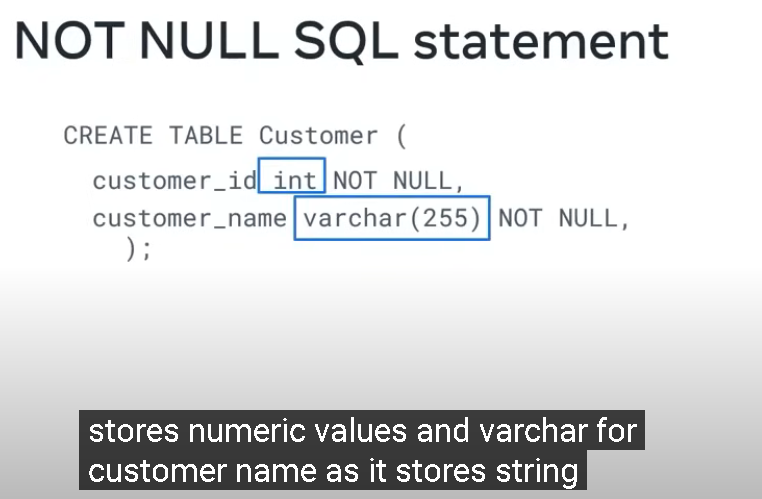 NOT NULL SQL statement
CREATE TABLE Customer (
customer_id int NOT NULL,
customer_name varchar(255) NOT NULL,
);
stores numeric values and varchar for
customer name as it stores string